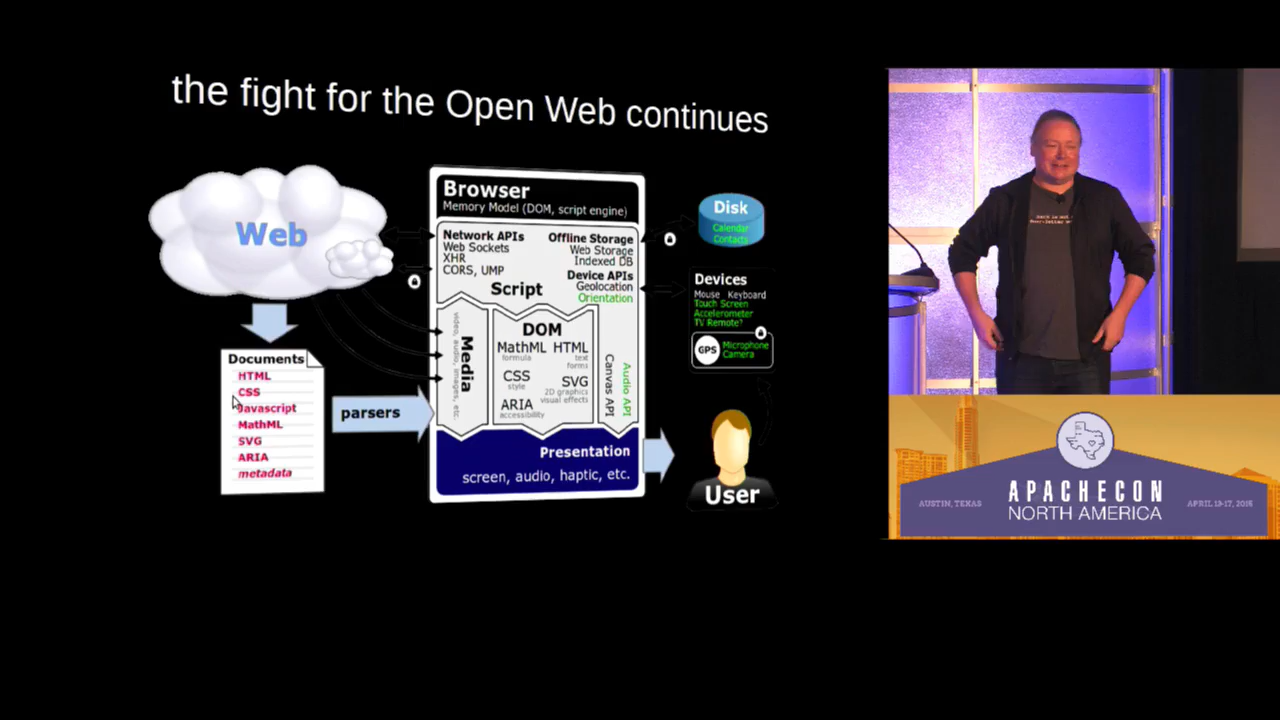 the fight for the Open Web continues
Web
Documents
HTML
CSS
Javascript
MathML
SVG
ARIA
metadata
parsers
Browser
Memory Model (DOM, script engine)
Network APIs
Web Sockets
XHR
CORS, UMP
Offline Storage
Web Storage
Indexed DB
Device APIs
Geolocation
Orientation
Script
Media
video, audio, images, etc.
DOM
MathML
formula
HTML
text
forms
CSS
style
SVG
2D graphics
visual effects
ARIA
accessibility
Canvas API
Audio API
Presentation
screen, audio, haptic, etc.
Disk
Calendar
Contacts
Devices
Mouse Keyboard
Touch Screen
Accelerometer
TV Remote?
GPS
Microphone
Camera
User
AUSTIN, TEXAS
APACHECON
NORTH AMERICA
APRIL 13-17, 2015